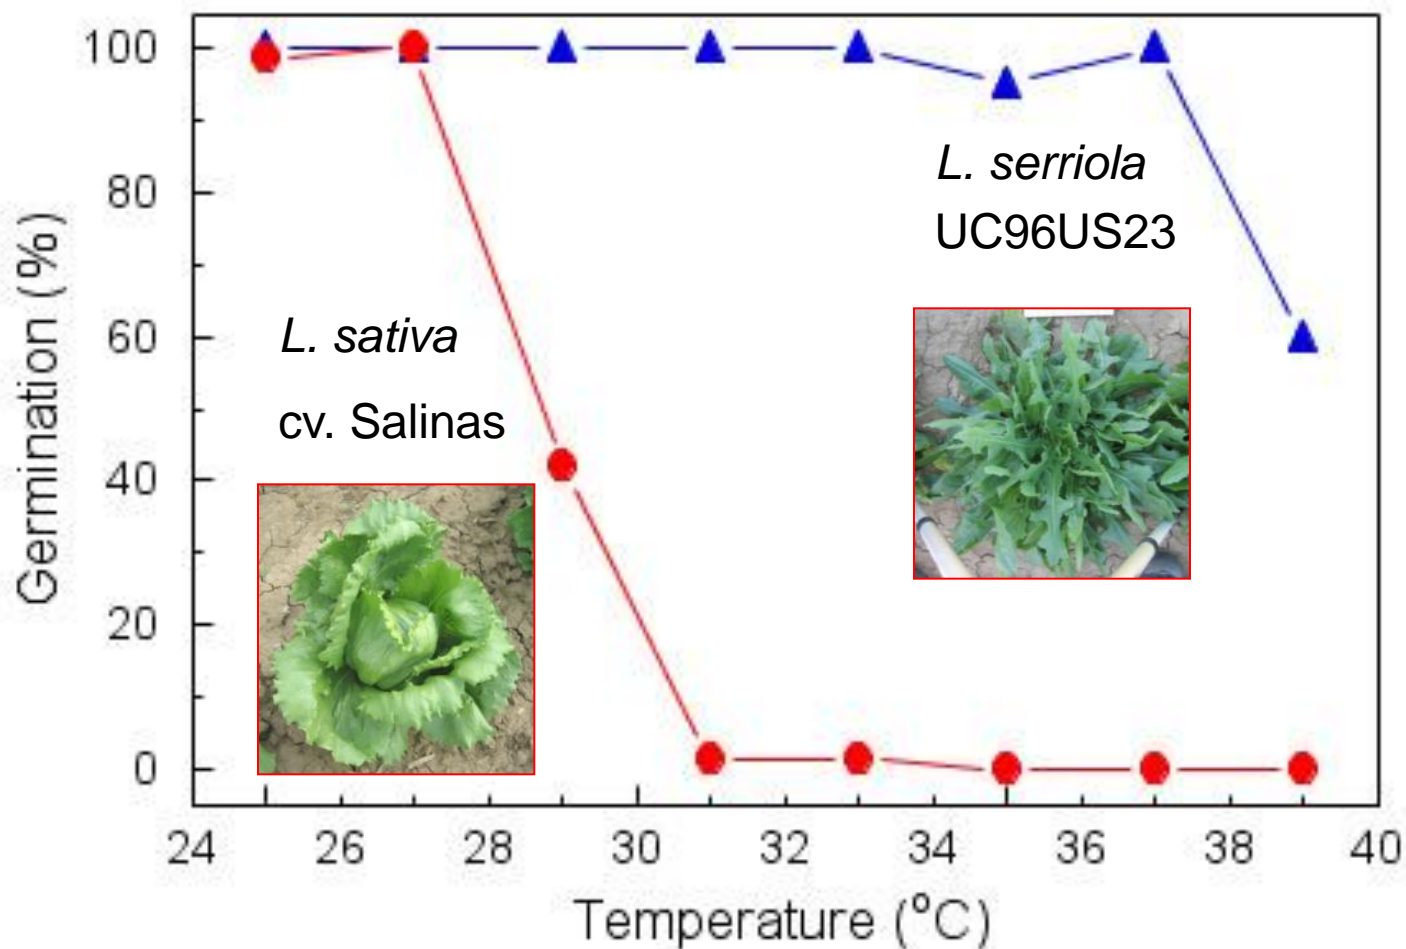 100
80
60
40
20
0
Germination (%)
L. sativa
cv. Salinas
L. serriola
UC96US23
24 26 28 30 32 34 36 38 40
Temperature (°C)